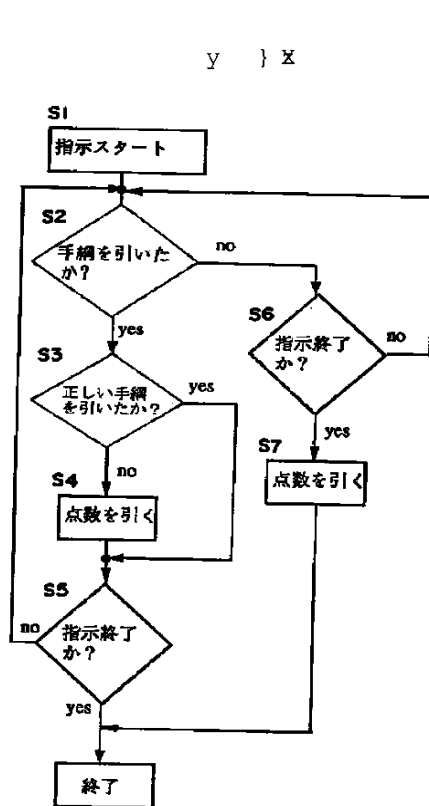 y }
S1
指示スタート
S2
手綱を引いた
か?
no
yes
S6
指示終了
か?
no
yes
S3
正しい手綱
を引いたか?
yes
no
S7
点数を引く
S4
点数を引く
S5
指示終了
か?
no
yes
終了